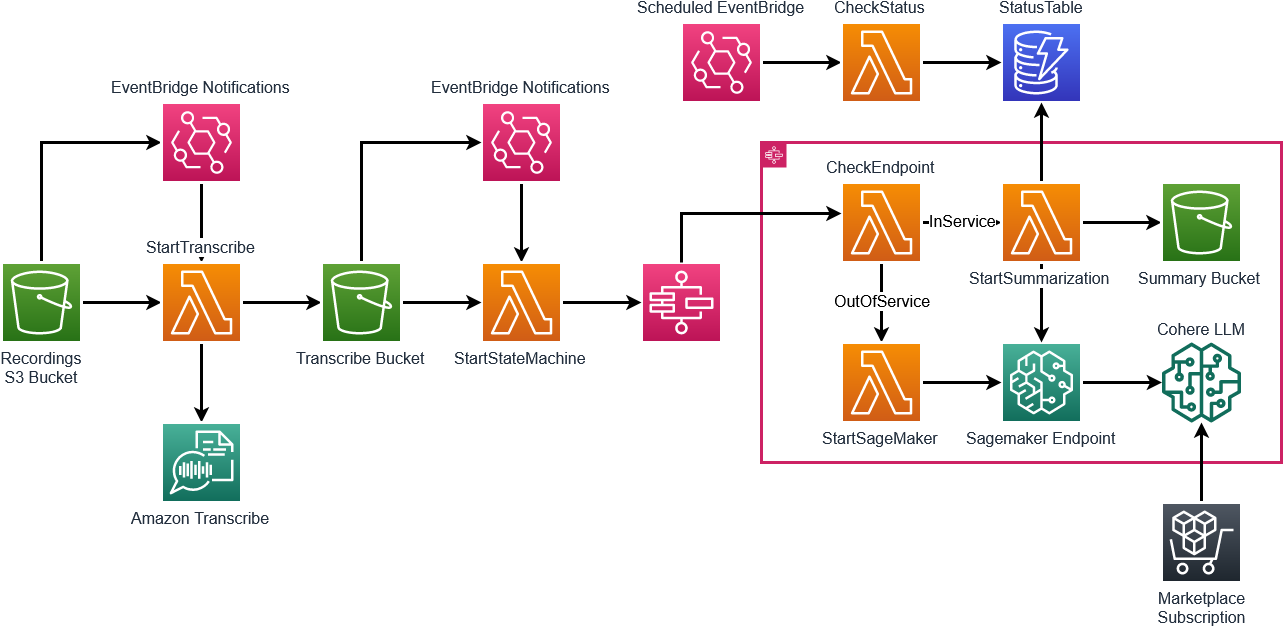 Scheduled EventBridge
CheckStatus
StatusTable
EventBridge Notifications
EventBridge Notifications
CheckEndpoint
InService
StartTranscribe
StartSummarization
Summary Bucket
OutOfService
Recordings
S3 Bucket
Transcribe Bucket
StartStateMachine
Cohere LLM
StartSageMaker
Sagemaker Endpoint
Amazon Transcribe
Marketplace
Subscription